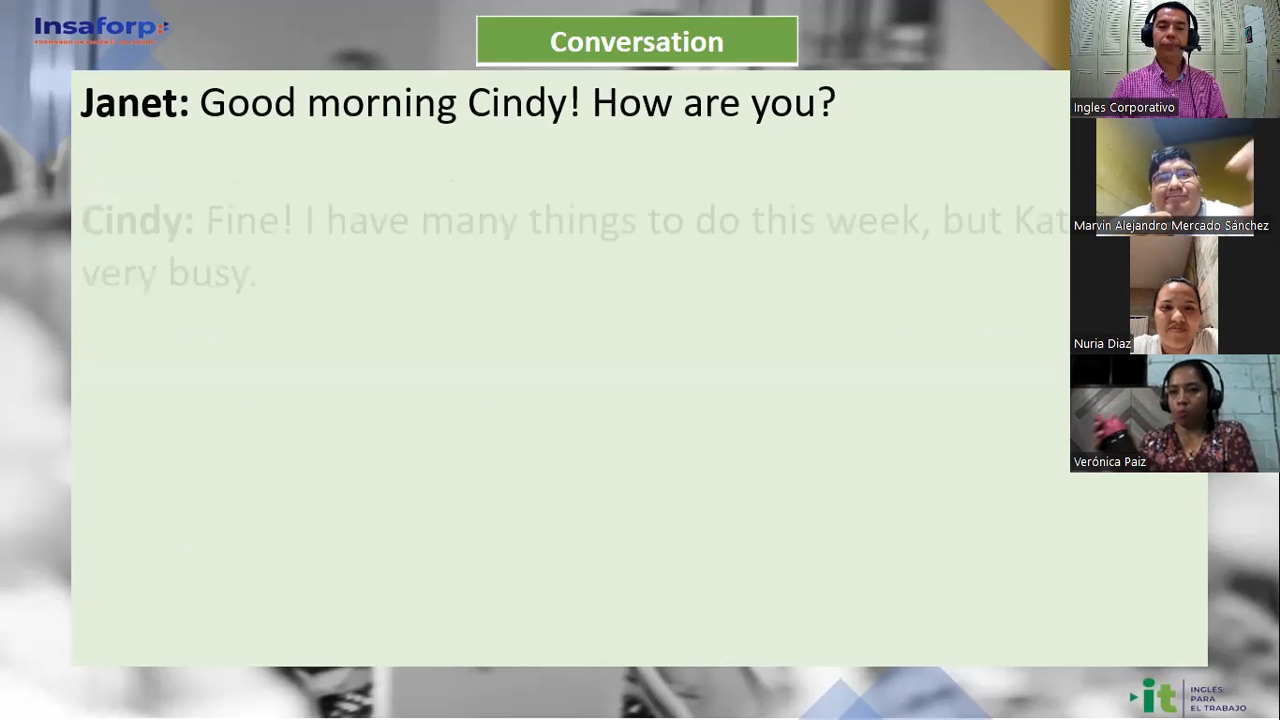 Insaforp
Conversation
Janet: Good morning Cindy! How are you?
Cindy: Fine! I have many things to do this week, but Kat
very busy.
Ingles Corporativo
Marvin Alejandro Mercado Sánchez
Nuria Diaz
Verónica Paiz
it
INGLES
PARA
EL TRABAJO